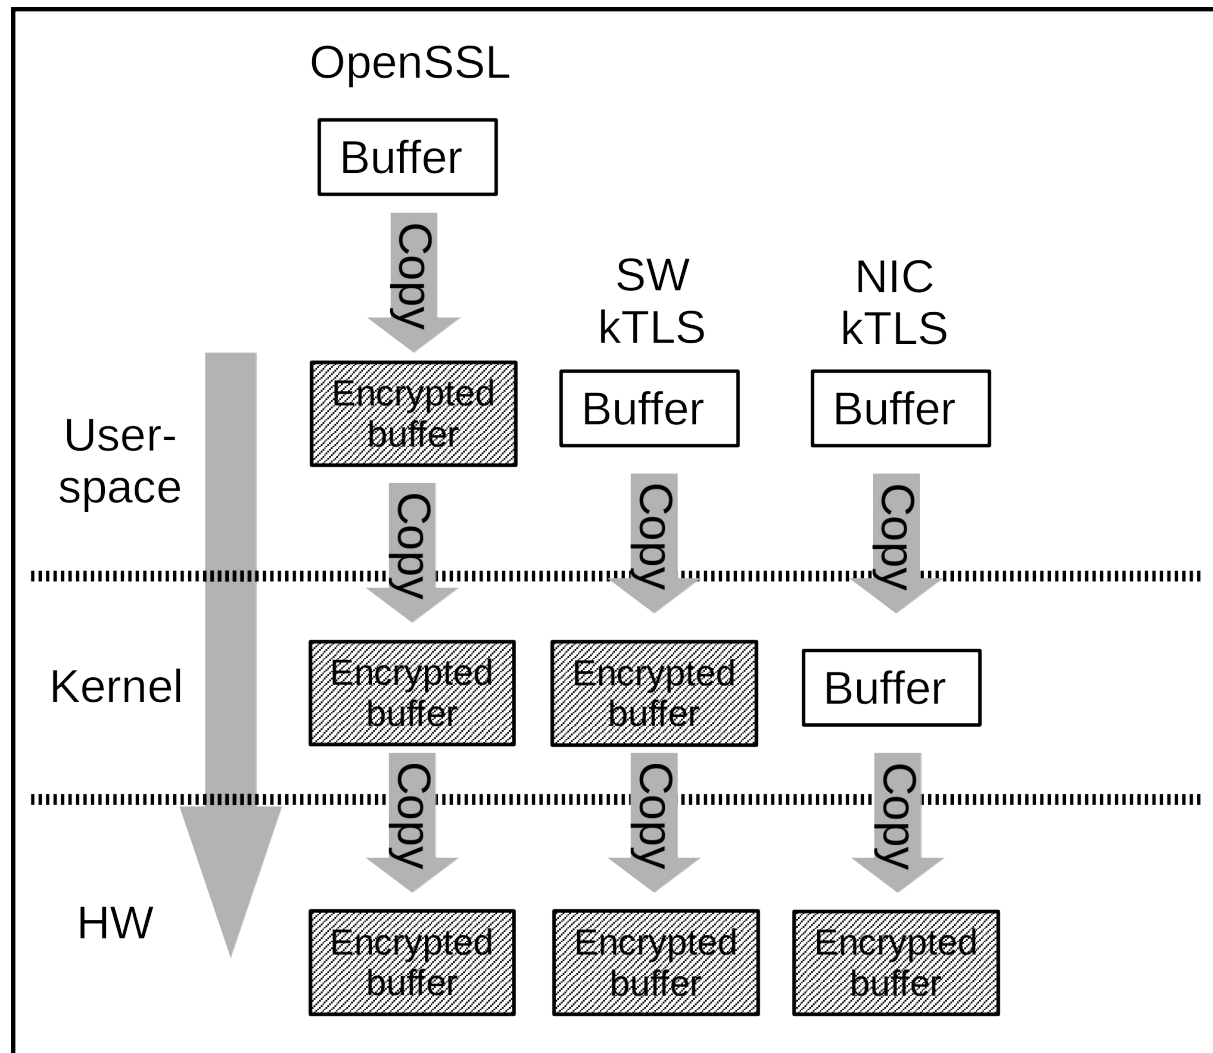 OpenSSL
Buffer
Copy
SW
kTLS
NIC
kTLS
Encrypted
buffer
Buffer
Buffer
User-
space
Copy
Copy
Copy
Kernel
Encrypted
buffer
Encrypted
buffer
Buffer
Copy
Copy
Copy
HW
Encrypted
buffer
Encrypted
buffer
Encrypted
buffer